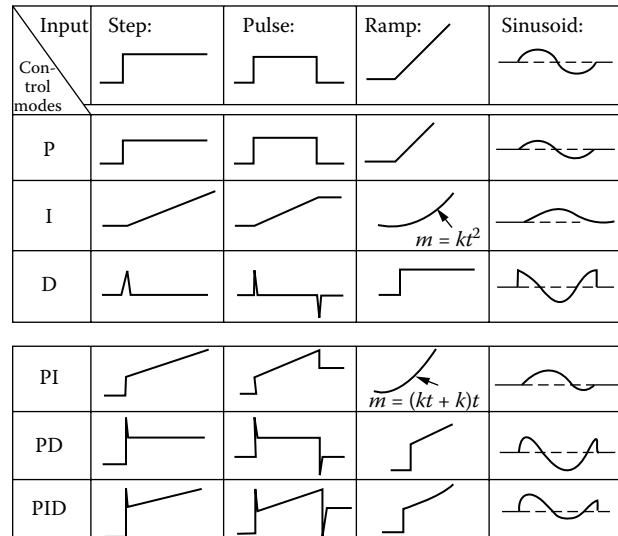 Input
Step:
Pulse:
Ramp:
Sinusoid:
Con-
trol
modes
P
I
m = kt²
D
PI
m = (kt + k)t
PD
PID